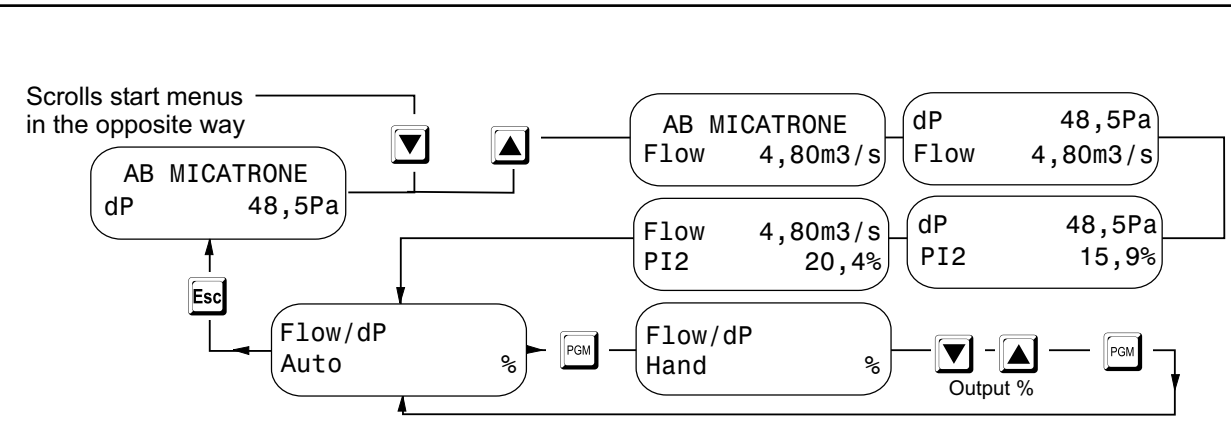 Scrolls start menus
in the opposite way
AB MICATRONE
dP 48,5Pa
AB MICATRONE
Flow 4,80m3/s
dP 48,5Pa
Flow 4,80m3/s
Flow 4,80m3/s
PI2 20,4%
dP 48,5Pa
PI2 15,9%
Esc
Flow/dP
Auto %
PGM
Flow/dP
Hand %
Output %
PGM